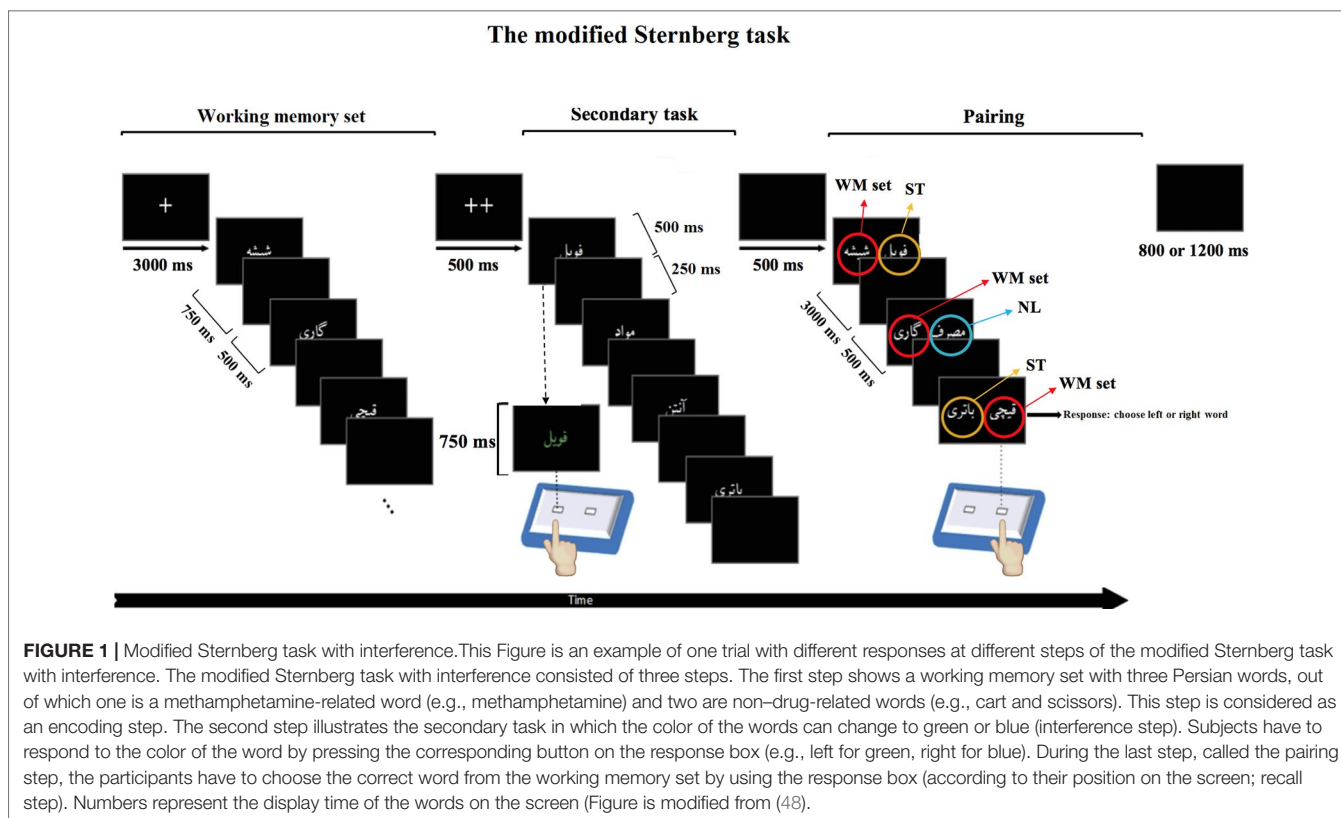 The modified Sternberg task
Working memory set
Secondary task
Pairing
+
3000 ms
شیشه
گاری
قیچی
750 ms
500 ms
...
++
500 ms
فویل
مواد
آنتن
باتری
500 ms
250 ms
750 ms
فویل
500 ms
WM set
ST
شیشه
فویل
WM set
NL
گاری
مصرف
ST
WM set
باتری
قیچی
3000 ms
500 ms
Response: choose left or right word
800 or 1200 ms
Time
FIGURE 1 | Modified Sternberg task with interference.This Figure is an example of one trial with different responses at different steps of the modified Sternberg task
with interference. The modified Sternberg task with interference consisted of three steps. The first step shows a working memory set with three Persian words, out
of which one is a methamphetamine-related word (e.g., methamphetamine) and two are non–drug-related words (e.g., cart and scissors). This step is considered as
an encoding step. The second step illustrates the secondary task in which the color of the words can change to green or blue (interference step). Subjects have to
respond to the color of the word by pressing the corresponding button on the response box (e.g., left for green, right for blue). During the last step, called the pairing
step, the participants have to choose the correct word from the working memory set by using the response box (according to their position on the screen; recall
step). Numbers represent the display time of the words on the screen (Figure is modified from (48).